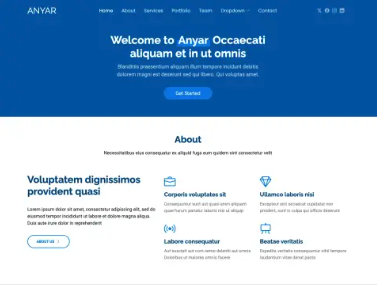 ANYAR
Home About Services Portfolio Team Dropdown Contact
Welcome to Anyar Occaecati
aliquam et in ut omnis
Blanditiis praesentium aliquam illum tempore incidunt debitis
dolorem magni est deserunt sed qui libero. Qui voluptas amet.
Get Started
About
Necessitatibus eius consequatur ex aliquid fuga eum quidem sint consectetur velit
Voluptatem dignissimos
provident quasi
Lorem ipsum dolor sit amet, consectetur adipiscing elit, sed do
eiusmod tempor incididunt ut labore et dolore magna aliqua.
Duis aute irure dolor in reprehenderit
ABOUT US
Corporis voluptates sit
Consequuntur sunt aut quasi enim aliquam
quae harum pariatur laboris nisi ut aliquip
Ullamco laboris nisi
Excepteur sint occaecat cupidatat non
proident, sunt in culpa qui officia deserunt
Labore consequatur
Aut suscipit aut cum nemo deleniti aut omnis.
Doloribus ut maiores omnis facere
Beatae veritatis
Expedita veritatis consequuntur nihil tempore
laudantium vitae denat pacta